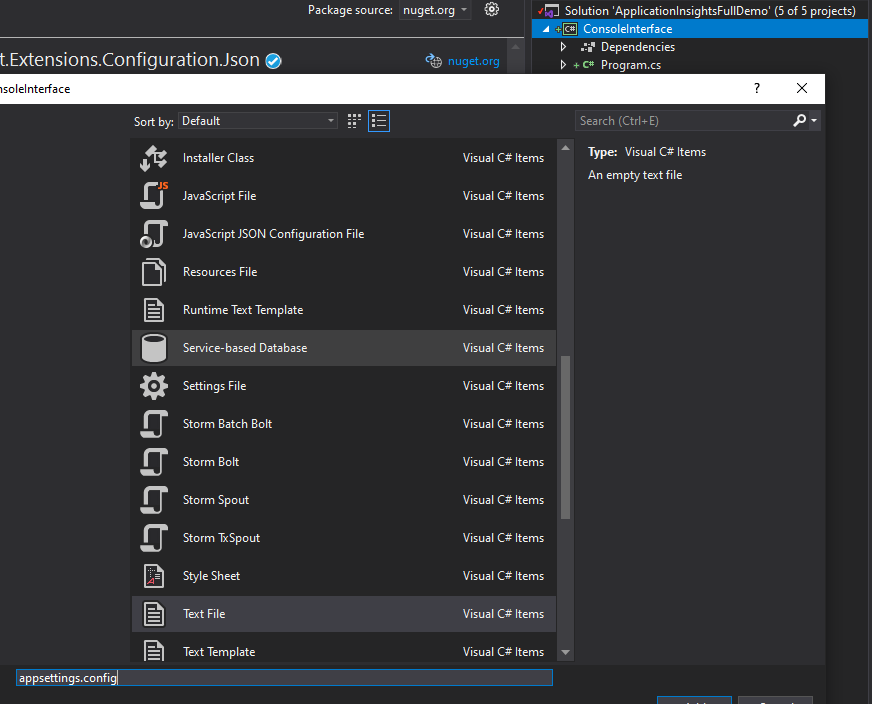 Package source: nuget.org
Solution 'ApplicationInsightsFullDemo' (5 of 5 projects)
C# ConsoleInterface
Dependencies
C# Program.cs
t.Extensions.Configuration.Json
nuget.org
nsoleInterface
?
Sort by: Default
Search (Ctrl+E)
Installer Class Visual C# Items
Type: Visual C# Items
An empty text file
JS JavaScript File Visual C# Items
JavaScript JSON Configuration File Visual C# Items
Resources File Visual C# Items
Runtime Text Template Visual C# Items
Service-based Database Visual C# Items
Settings File Visual C# Items
Storm Batch Bolt Visual C# Items
Storm Bolt Visual C# Items
Storm Spout Visual C# Items
Storm TxSpout Visual C# Items
Style Sheet Visual C# Items
Text File Visual C# Items
Text Template Visual C# Items
appsettings.config